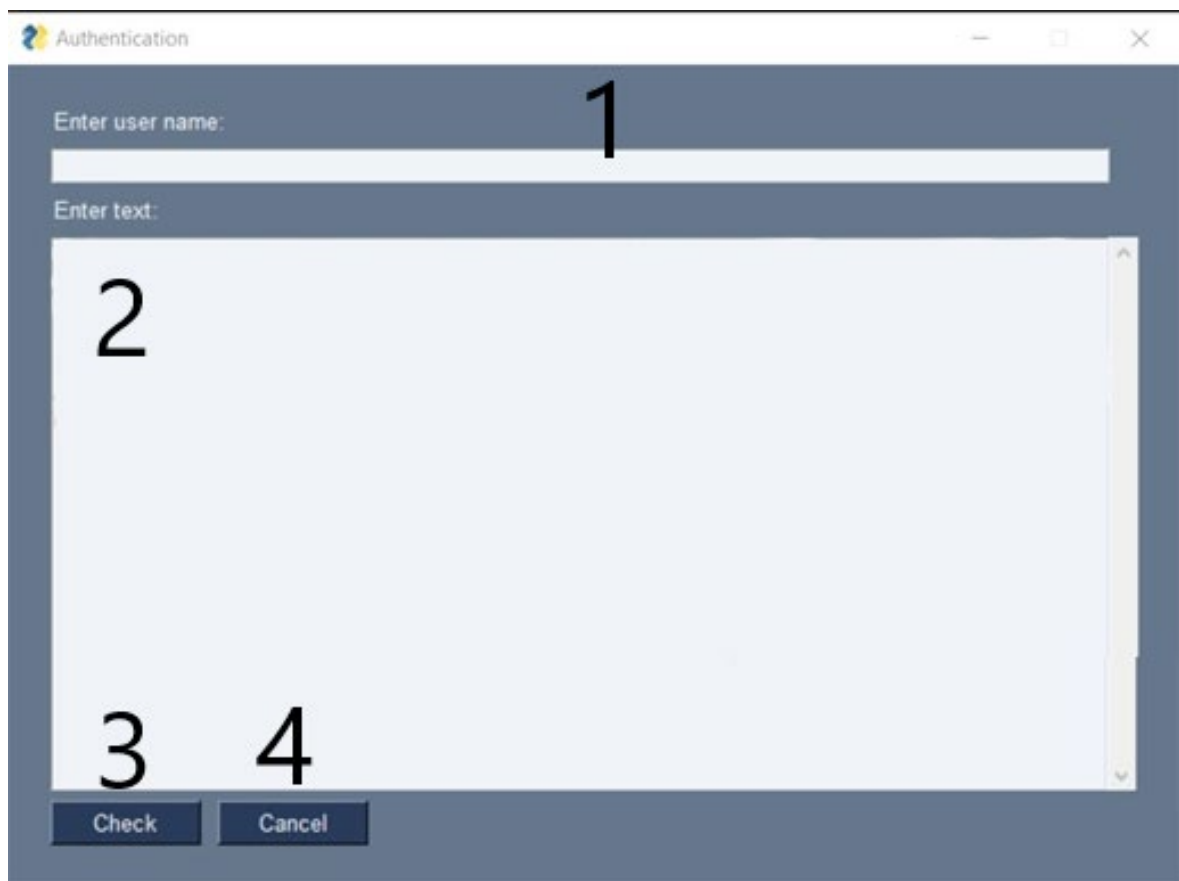 Authentication
1
Enter user name:
Enter text:
2
3 4
Check Cancel